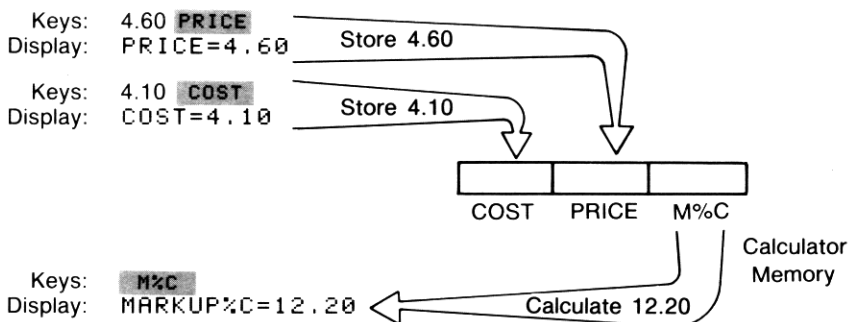 Keys: 4.60 PRICE
Display: PRICE=4.60
Store 4.60
Keys: 4.10 COST
Display: COST=4.10
Store 4.10
COST PRICE M%C
Calculator
Memory
Keys: M%C
Display: MARKUP%C=12.20
Calculate 12.20